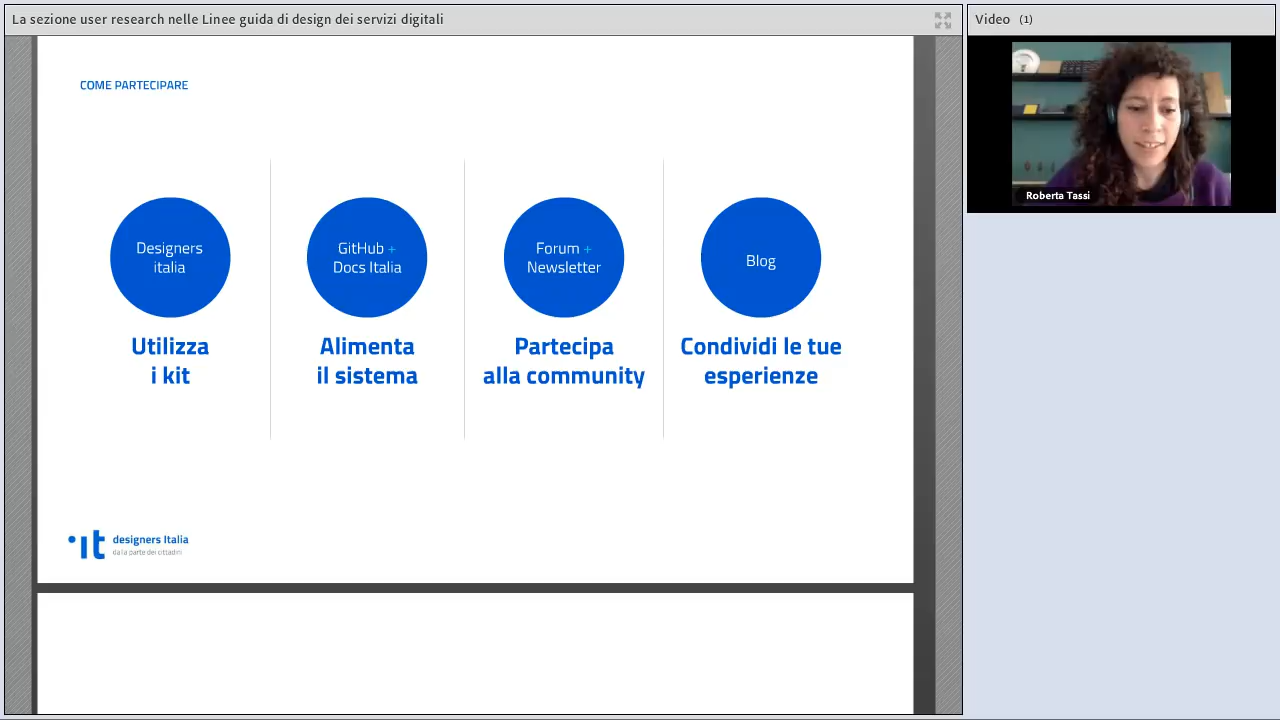 La sezione user research nelle Linee guida di design dei servizi digitali
Video (1)
Roberta Tassi
COME PARTECIPARE
Designers
italia
Utilizza
i kit
GitHub +
Docs Italia
Alimenta
il sistema
Forum +
Newsletter
Partecipa
alla community
Blog
Condividi le tue
esperienze
it
designers Italia
dalla parte dei cittadini